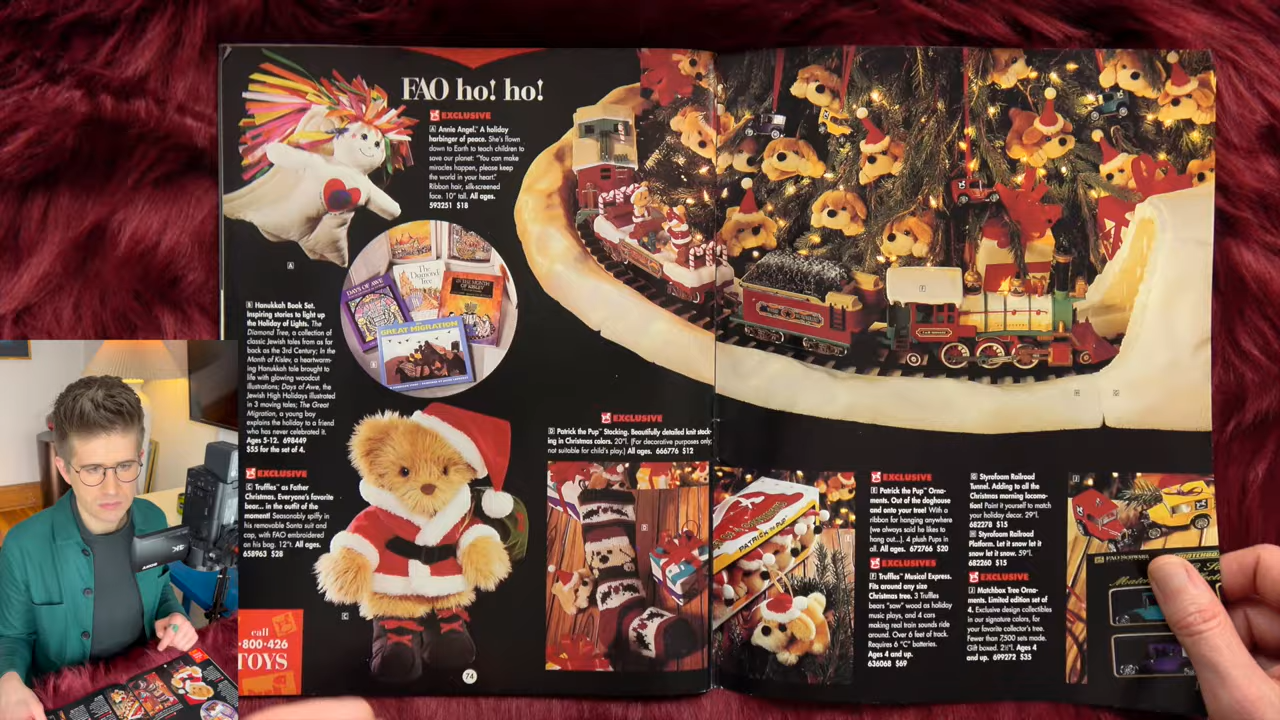 FAO ho! ho!
EXCLUSIVE
A Annie Angel.™ A holiday
harbinger of peace. She's flown
down to Earth to teach children to
save our planet: "You can make
miracles happen, please keep
the world in your heart."
Ribbon hair, silk-screened
face. 10" tall. All ages.
593251 $18
A
The
Diamond
Tree
DAYS OF AWE
IN THE MONTH
OF KISLEV
GREAT MIGRATION
B Hanukkah Book Set.
Inspiring stories to light up
the Holiday of Lights. The
Diamond Tree, a collection of
classic Jewish tales from as far
back as the 3rd Century; In the
Month of Kislev, a heartwarm-
ing Hanukkah tale brought to
life with glowing woodcut
illustrations; Days of Awe, the
Jewish High Holidays illustrated
in 3 moving tales; The Great
Migration, a young boy
explains the holiday to a friend
who has never celebrated it.
Ages 5-12. 698449
$55 for the set of 4.
EXCLUSIVE
C Truffles™ as Father
Christmas. Everyone's favorite
bear... in the outfit of the
moment! Seasonably spiffy in
his removable Santa suit and
cap, with FAO embroidered
on his bag. 12"l. All ages.
658963 $28
C
call
·800·426
TOYS
74
EXCLUSIVE
D Patrick the Pup™ Stocking. Beautifully detailed knit stock-
ing in Christmas colors. 20"l. (For decorative purposes only;
not suitable for child's play.) All ages. 666776 $12
D
PATRICK THE PUP
EXCLUSIVE
E Patrick the Pup™ Orna-
ments. Out of the doghouse
and onto your tree! With a
ribbon for hanging anywhere
(we always said he likes to
hang out...). 4 plush Pups in
all. Ages 4 and up. 672766 $20
EXCLUSIVES
F Truffles™ Musical Express.
Fits around any size
Christmas tree. 3 Truffles
bears "saw" wood as holiday
music plays, and 4 cars
making real train sounds ride
around. Over 6 feet of track.
Requires 6 "C" batteries.
Ages 4 and up.
636068 $69
F
H
G
G Styrofoam Railroad
Tunnel. Adding to all the
Christmas morning locomo-
tion! Paint it yourself to match
your holiday decor. 29"l.
682278 $15
H Styrofoam Railroad
Platform. Let it snow let it
snow let it snow. 59"l.
682260 $15
EXCLUSIVE
J Matchbox Tree Orna-
ments. Limited edition set of
4. Exclusive design collectibles
in our signature colors, for
your favorite collector's tree.
Fewer than 7,500 sets made.
Gift boxed. 2½"l. Ages 4
and up. 699272 $35
J